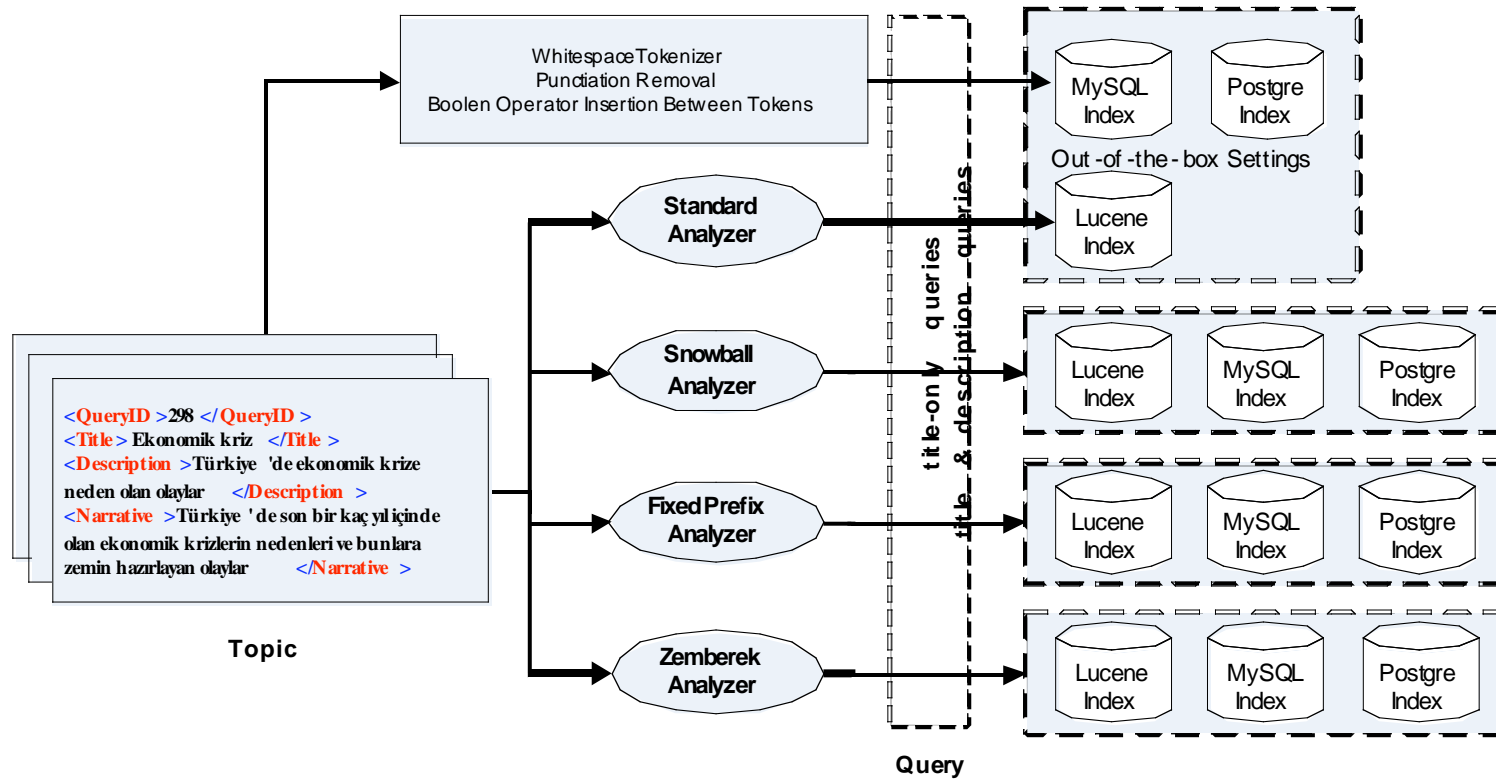 WhitespaceTokenizer
Punctiation Removal
Boolen Operator Insertion Between Tokens
MySQL
Index
Postgre
Index
Out-of-the-box Settings
Lucene
Index
Standard
Analyzer
Snowball
Analyzer
Fixed Prefix
Analyzer
Zemberek
Analyzer
title-only queries
title & description queries
Lucene
Index
MySQL
Index
Postgre
Index
Lucene
Index
MySQL
Index
Postgre
Index
Lucene
Index
MySQL
Index
Postgre
Index
<QueryID >298 </ QueryID >
<Title> Ekonomik kriz </Title >
<Description >Türkiye 'de ekonomik krize
neden olan olaylar </Description >
<Narrative >Türkiye ' de son bir kaç yıl içinde
olan ekonomik krizlerin nedenleri ve bunlara
zemin hazırlayan olaylar </Narrative >
Topic
Query